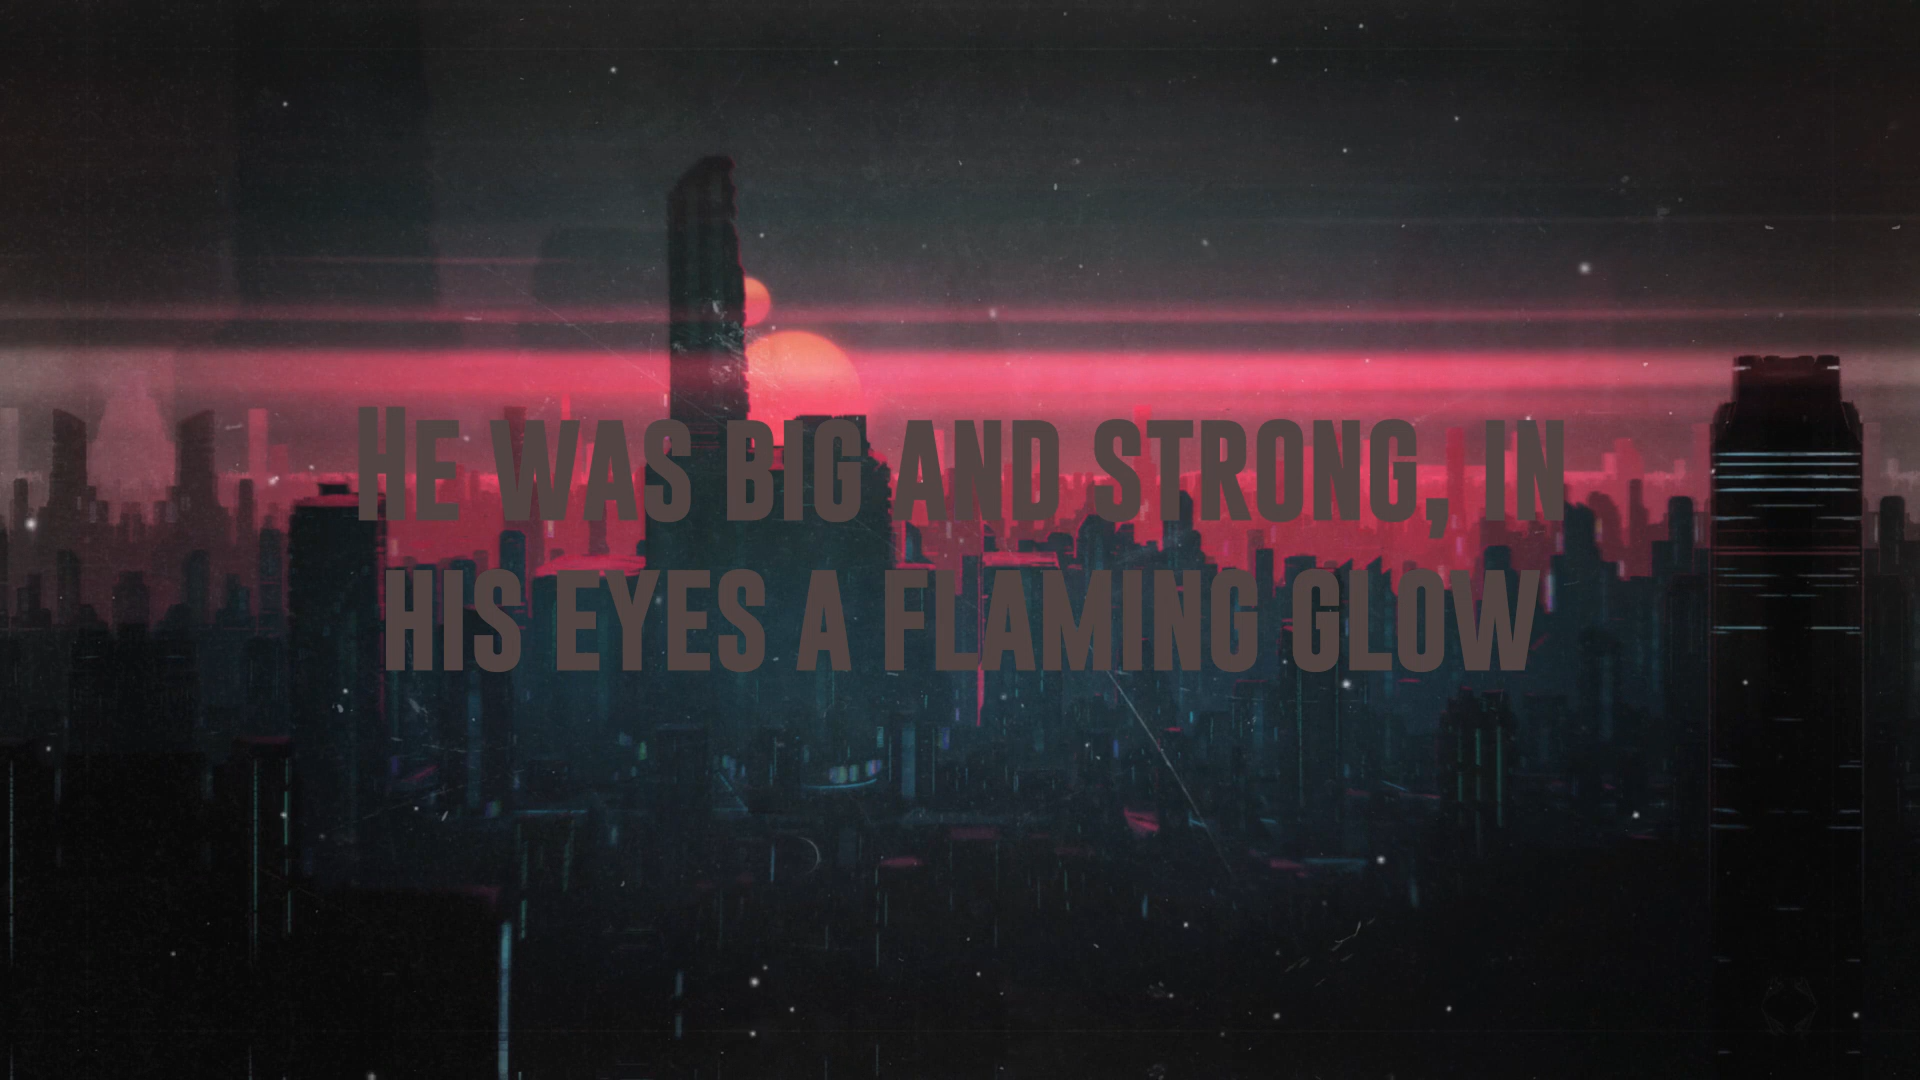 He was big and strong, in
his eyes a flaming glow